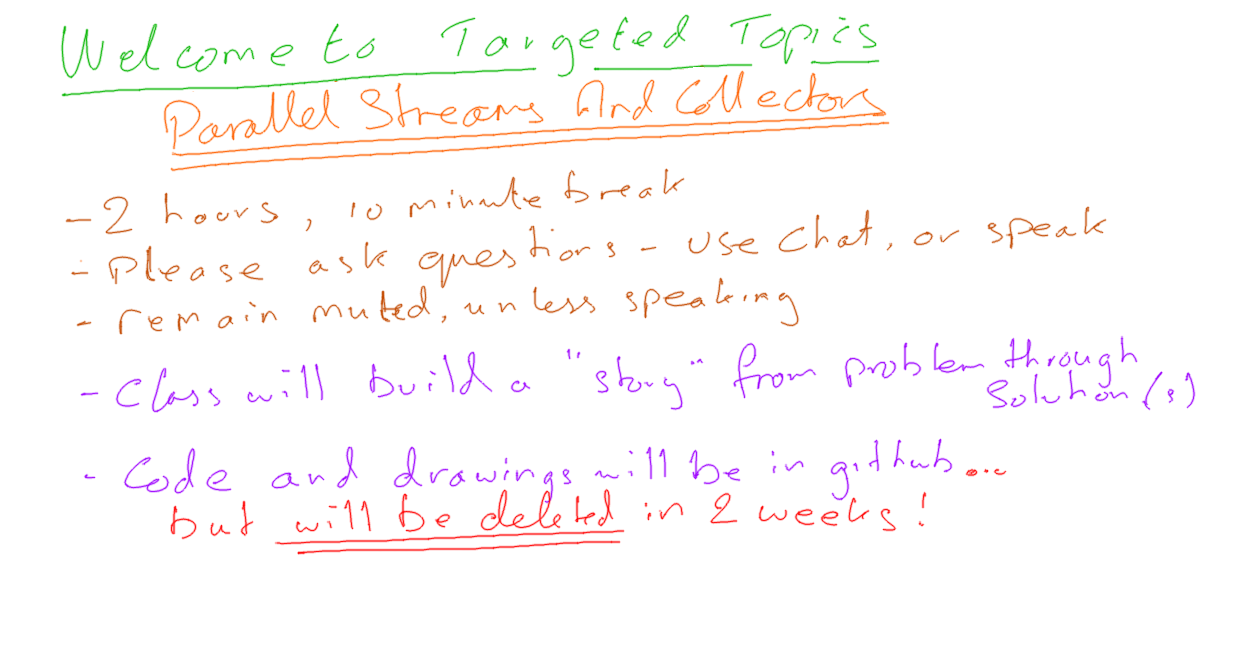 Welcome to Targeted Topics
Parallel Streams And Collectors
- 2 hours, 10 minute break
- Please ask questions - use chat, or speak
- remain muted, unless speaking
- Class will build a "story" from problem through
solution(s)
- Code and drawings will be in github...
but will be deleted in 2 weeks!